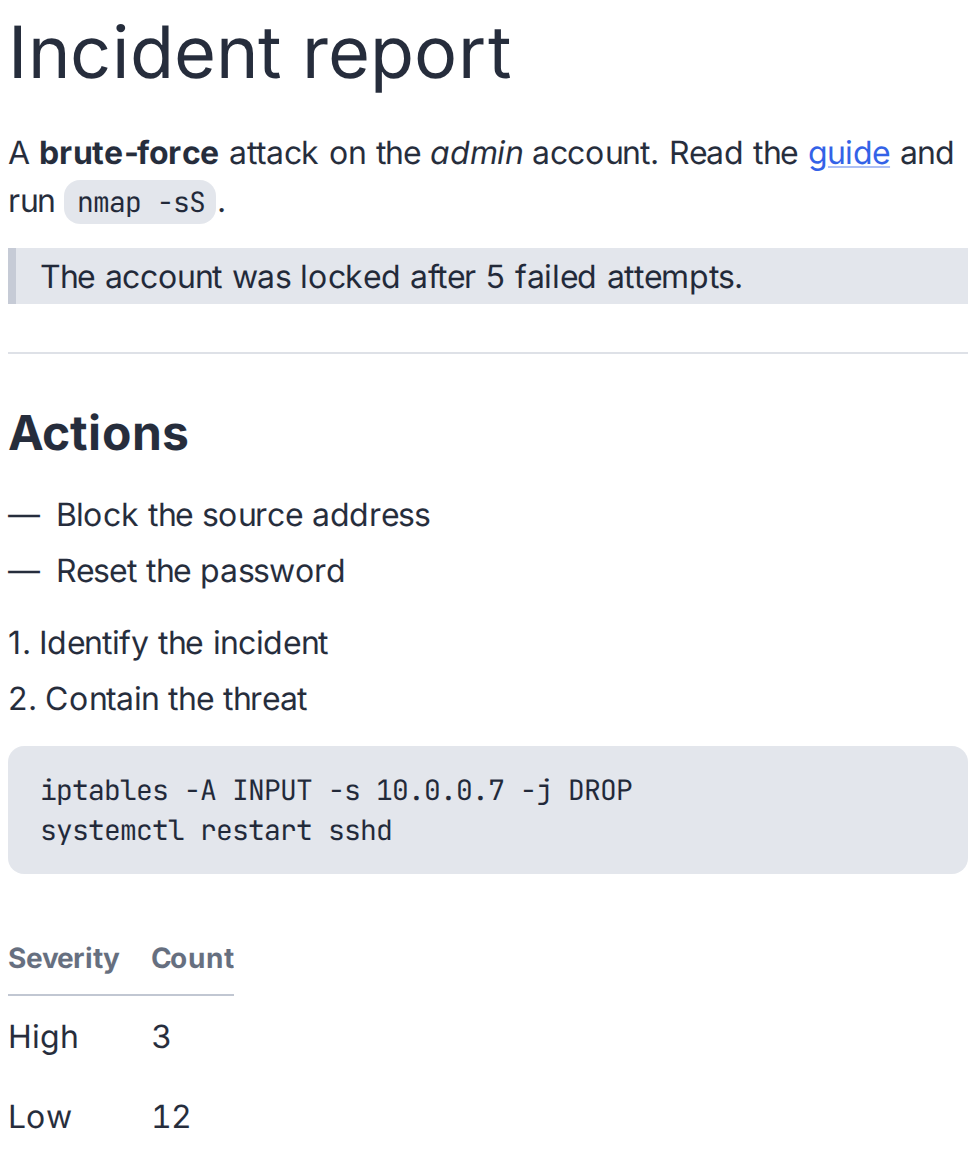 Incident report
A brute-force attack on the admin account. Read the guide and
run nmap -sS.
The account was locked after 5 failed attempts.
Actions
— Block the source address
— Reset the password
1. Identify the incident
2. Contain the threat
iptables -A INPUT -s 10.0.0.7 -j DROP
systemctl restart sshd
Severity Count
High 3
Low 12